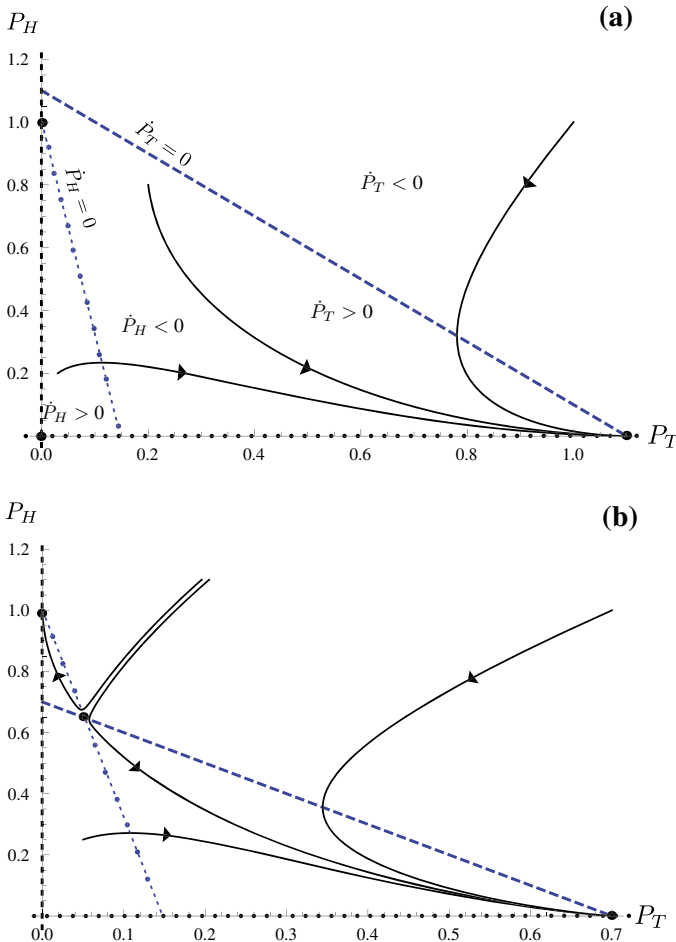 P_H
(a)
1.2
1.0
Ṗ_T = 0
Ṗ_H = 0
Ṗ_T < 0
0.8
0.6
0.4
Ṗ_H < 0
Ṗ_T > 0
0.2
Ṗ_H > 0
P_T
0.0 0.2 0.4 0.6 0.8 1.0
P_H
(b)
1.2
1.0
0.8
0.6
0.4
0.2
P_T
0.0 0.1 0.2 0.3 0.4 0.5 0.6 0.7